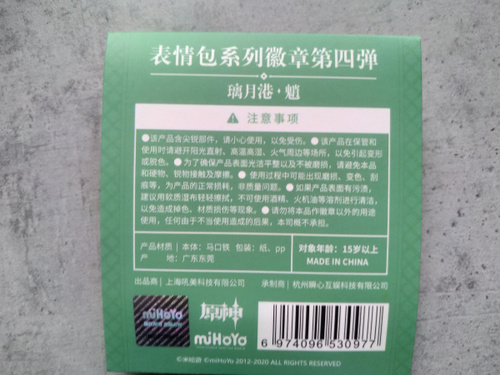 表情包系列徽章第四弹
璃月港·魈
注意事项
●该产品含尖锐部件，请小心使用，以免受伤。●该产品在保管和
使用时请避开阳光直射、高温高湿、火气周边等场所，以免引起变形
或脱色。●为了确保产品表面光洁平整以及不被磨损，请避免本品
和硬物、锐物接触及摩擦。●使用过程中可能出现磨损、变色、刮
痕等，为产品的正常损耗，非质量问题。●如果产品表面有污渍，
建议用软质湿布轻轻擦拭，不可使用酒精、火机油等溶剂进行清洁，
以免造成掉色、材质损伤等现象。●请勿将本品作徽章以外的用途
使用，任何由于不当使用造成的后果，本司概不承担。
产品材质｜本体：马口铁 包装：纸、pp
产 地：广东东莞
对象年龄：15岁以上
MADE IN CHINA
出品商｜上海吼美科技有限公司
承制商｜杭州瞬心互娱科技有限公司
miHoYo
原神
miHoYo
6 974096 530977
©米哈游 ©miHoYo 2012-2020 ALL RIGHTS RESERVED